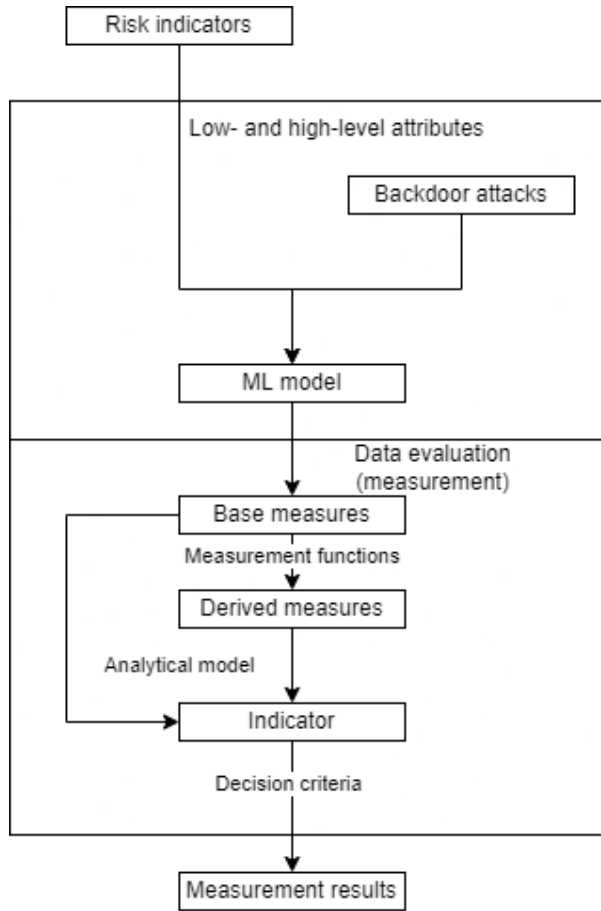 Risk indicators
Low- and high-level attributes
Backdoor attacks
ML model
Data evaluation
(measurement)
Base measures
Measurement functions
Derived measures
Analytical model
Indicator
Decision criteria
Measurement results